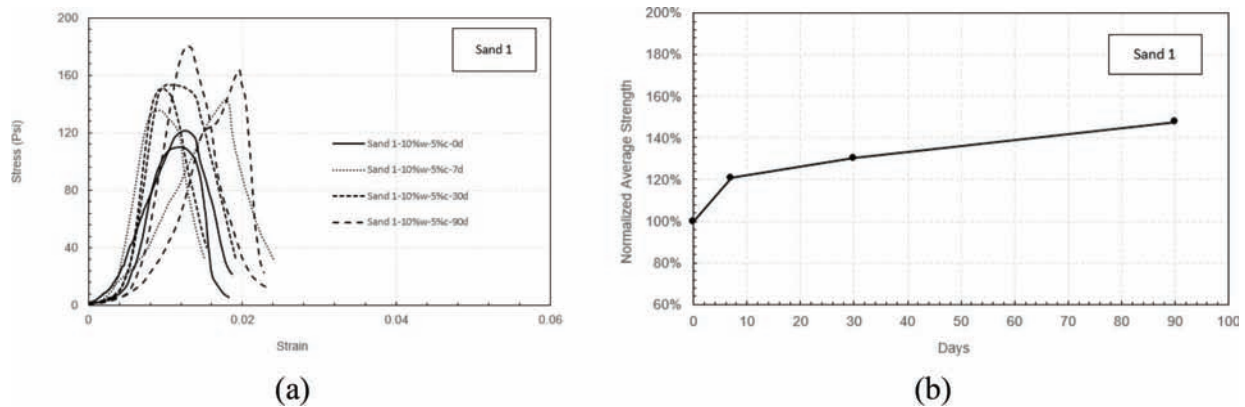 200
160
120
80
40
0
Stress (Psi)
0
0.02
0.04
0.06
Strain
Sand 1
Sand 1-10%w-5%c-0d
Sand 1-10%w-5%c-7d
Sand 1-10%w-5%c-30d
Sand 1-10%w-5%c-90d
(a)
200%
180%
160%
140%
120%
100%
80%
60%
Normalized Average Strength
0
10
20
30
40
50
60
70
80
90
100
Days
Sand 1
(b)